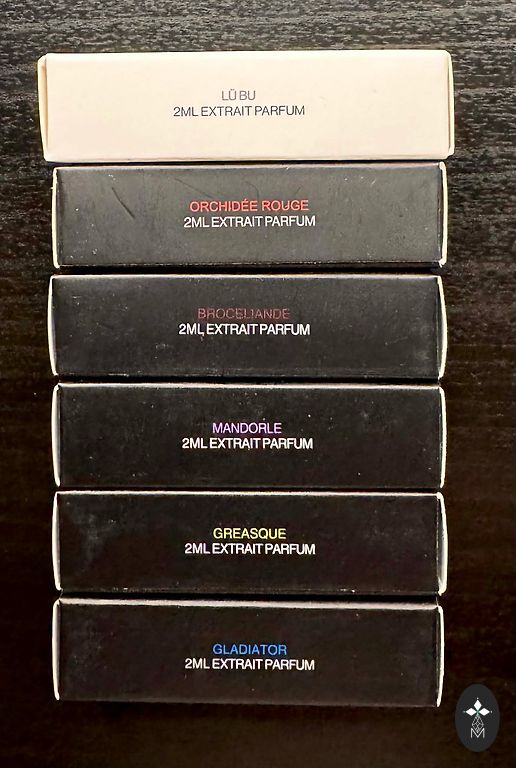 LǙ BU
2ML EXTRAIT PARFUM
ORCHIDÉE ROUGE
2ML EXTRAIT PARFUM
BROCELIANDE
2ML EXTRAIT PARFUM
MANDORLE
2ML EXTRAIT PARFUM
GREASQUE
2ML EXTRAIT PARFUM
GLADIATOR
2ML EXTRAIT PARFUM